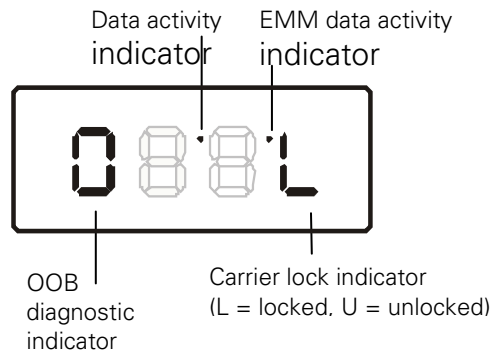 Data activity
indicator
EMM data activity
indicator
0 L
OOB
diagnostic
indicator
Carrier lock indicator
(L = locked, U = unlocked)